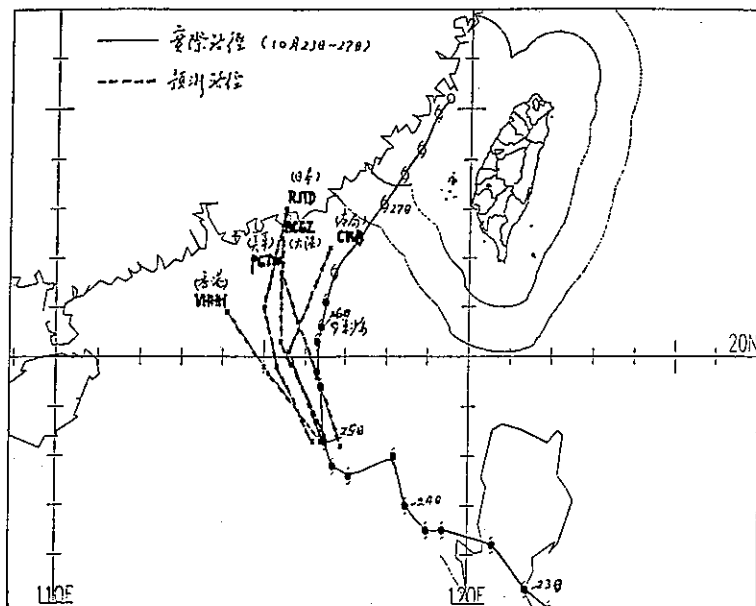 實際路徑 (10月23日~27日)
預測路徑
(日本)
RJTD
BCGZ
(美軍) (大陸)
PGTW
(本局)
CWB
(香港)
VHHH
27日
26日
20N
25日
24日
23日
110E
120E